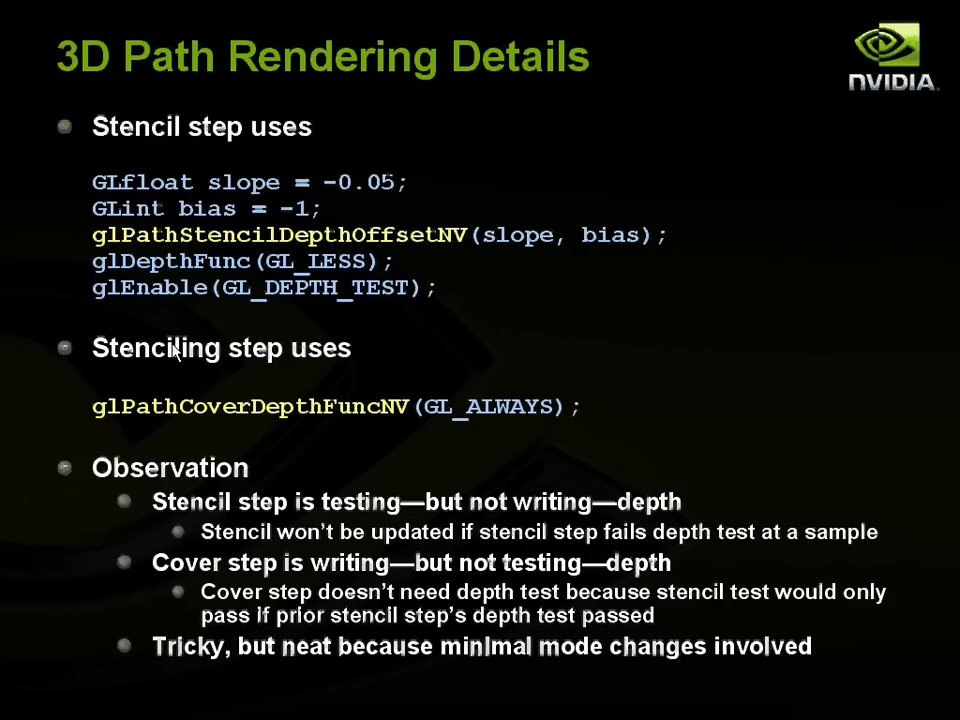 3D Path Rendering Details
NVIDIA.
Stencil step uses
GLfloat slope = -0.05;
GLint bias = -1;
glPathStencilDepthOffsetNV(slope, bias);
glDepthFunc(GL_LESS);
glEnable(GL_DEPTH_TEST);
Stenciling step uses
glPathCoverDepthFuncNV(GL_ALWAYS);
Observation
Stencil step is testing—but not writing—depth
Stencil won't be updated if stencil step fails depth test at a sample
Cover step is writing—but not testing—depth
Cover step doesn't need depth test because stencil test would only
pass if prior stencil step's depth test passed
Tricky, but neat because minimal mode changes involved